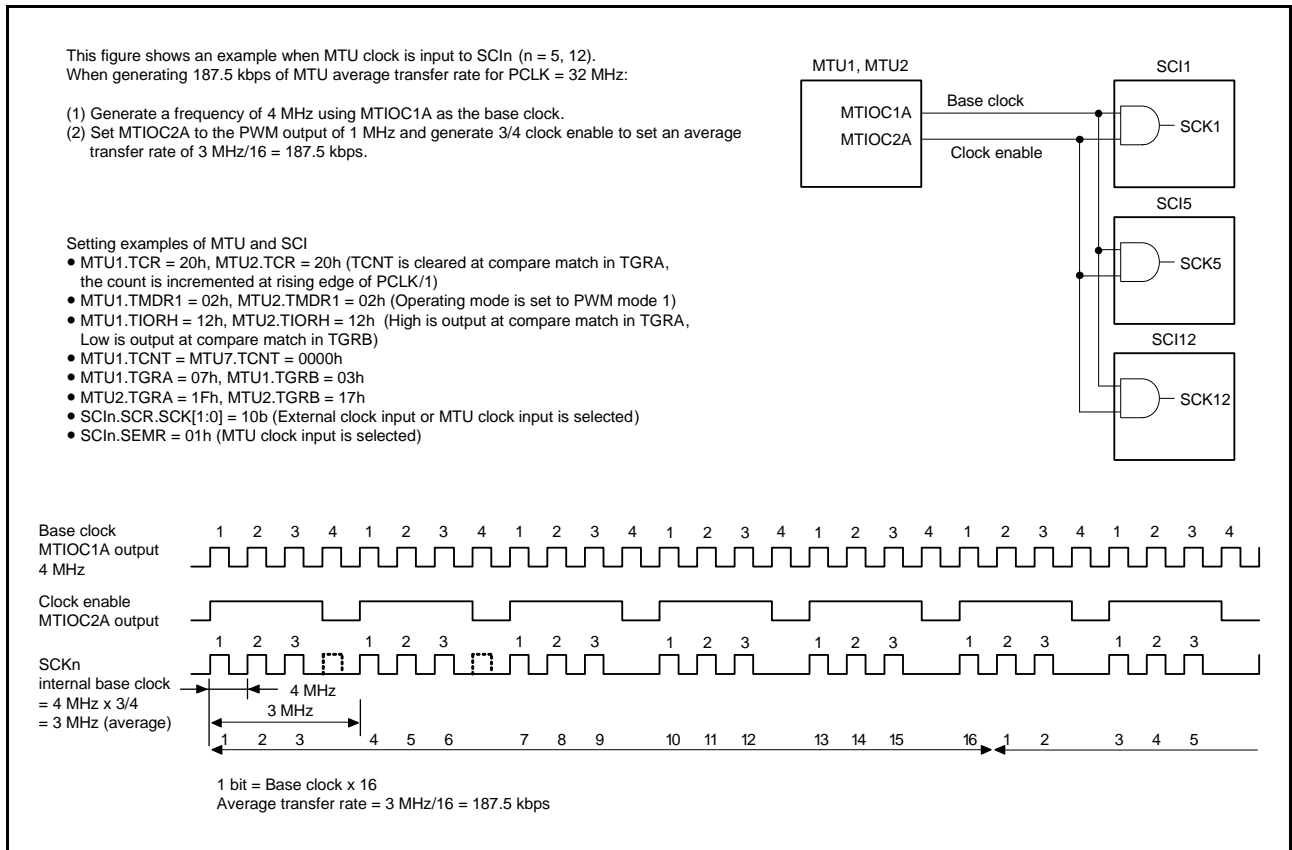 This figure shows an example when MTU clock is input to SCIn (n = 5, 12).
When generating 187.5 kbps of MTU average transfer rate for PCLK = 32 MHz:
(1) Generate a frequency of 4 MHz using MTIOC1A as the base clock.
(2) Set MTIOC2A to the PWM output of 1 MHz and generate 3/4 clock enable to set an average
transfer rate of 3 MHz/16 = 187.5 kbps.
MTU1, MTU2
SCI1
MTIOC1A
Base clock
MTIOC2A
Clock enable
SCK1
SCI5
SCK5
SCI12
SCK12
Setting examples of MTU and SCI
● MTU1.TCR = 20h, MTU2.TCR = 20h (TCNT is cleared at compare match in TGRA,
the count is incremented at rising edge of PCLK/1)
● MTU1.TMDR1 = 02h, MTU2.TMDR1 = 02h (Operating mode is set to PWM mode 1)
● MTU1.TIORH = 12h, MTU2.TIORH = 12h (High is output at compare match in TGRA,
Low is output at compare match in TGRB)
● MTU1.TCNT = MTU7.TCNT = 0000h
● MTU1.TGRA = 07h, MTU1.TGRB = 03h
● MTU2.TGRA = 1Fh, MTU2.TGRB = 17h
● SCIn.SCR.SCK[1:0] = 10b (External clock input or MTU clock input is selected)
● SCIn.SEMR = 01h (MTU clock input is selected)
Base clock
MTIOC1A output
4 MHz
1 2 3 4 1 2 3 4 1 2 3 4 1 2 3 4 1 2 3 4 1 2 3 4 1 2 3 4
Clock enable
MTIOC2A output
1 2 3 1 2 3 1 2 3 1 2 3 1 2 3 1 2 3 1 2 3
SCKn
internal base clock
= 4 MHz x 3/4
= 3 MHz (average)
4 MHz
3 MHz
1 2 3 4 5 6 7 8 9 10 11 12 13 14 15 16 1 2 3 4 5
1 bit = Base clock x 16
Average transfer rate = 3 MHz/16 = 187.5 kbps